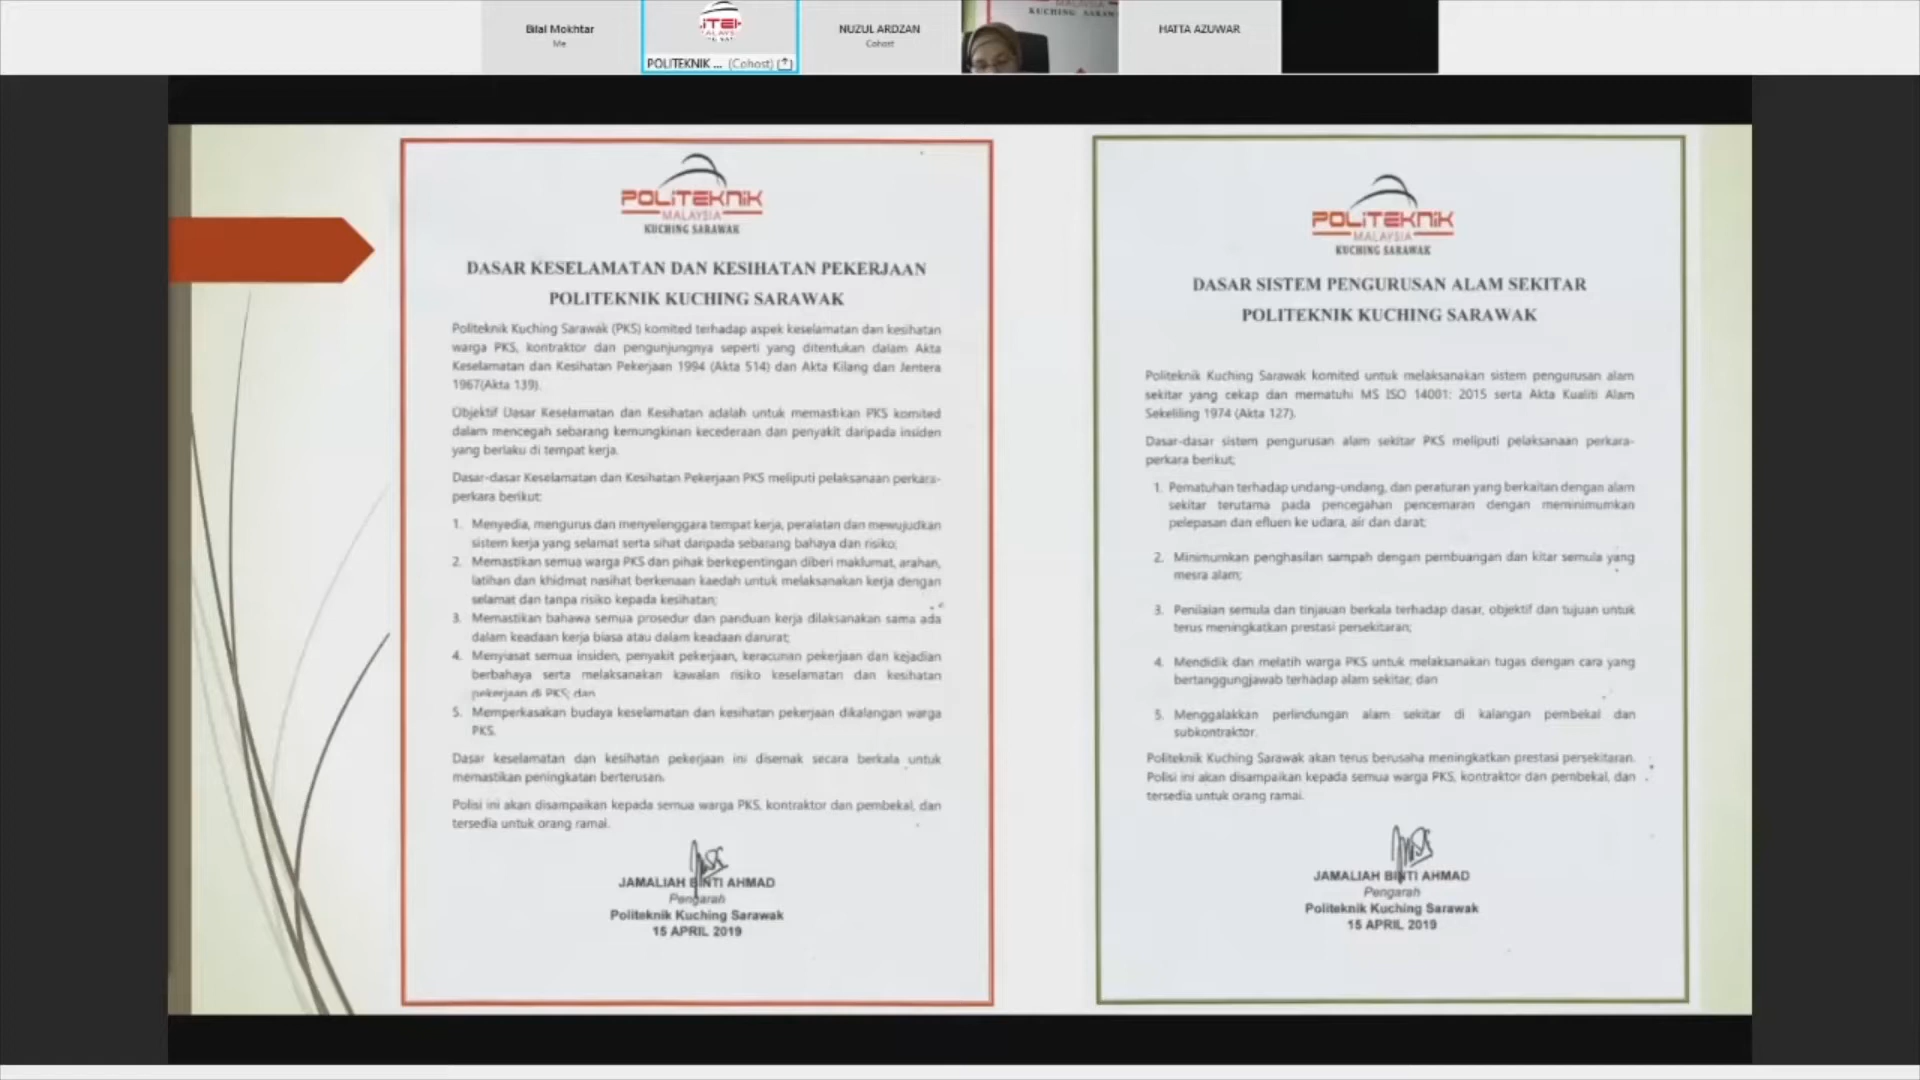 Bilal Mokhtar
Me
POLITEKNIK ... (Cohost)
NUZUL ARDZAN
Cohost
KUCHING SARAW
HATTA AZUWAR
POLITEKNIK
MALAYSIA
KUCHING SARAWAK
DASAR KESELAMATAN DAN KESIHATAN PEKERJAAN
POLITEKNIK KUCHING SARAWAK
Politeknik Kuching Sarawak (PKS) komited terhadap aspek keselamatan dan kesihatan
warga PKS, kontraktor dan pengunjungnya seperti yang ditentukan dalam Akta
Keselamatan dan Kesihatan Pekerjaan 1994 (Akta 514) dan Akta Kilang dan Jentera
1967(Akta 139).
Objektif Dasar Keselamatan dan Kesihatan adalah untuk memastikan PKS komited
dalam mencegah sebarang kemungkinan kecederaan dan penyakit daripada insiden
yang berlaku di tempat kerja.
Dasar-dasar Keselamatan dan Kesihatan Pekerjaan PKS meliputi pelaksanaan perkara-
perkara berikut:
1. Menyedia, mengurus dan menyelenggara tempat kerja, peralatan dan mewujudkan
sistem kerja yang selamat serta sihat daripada sebarang bahaya dan risiko;
2. Memastikan semua warga PKS dan pihak berkepentingan diberi maklumat, arahan,
latihan dan khidmat nasihat berkenaan kaedah untuk melaksanakan kerja dengan
selamat dan tanpa risiko kepada kesihatan;
3. Memastikan bahawa semua prosedur dan panduan kerja dilaksanakan sama ada
dalam keadaan kerja biasa atau dalam keadaan darurat;
4. Menyiasat semua insiden, penyakit pekerjaan, keracunan pekerjaan dan kejadian
berbahaya serta melaksanakan kawalan risiko keselamatan dan kesihatan
pekerjaan di PKS; dan
5. Memperkasakan budaya keselamatan dan kesihatan pekerjaan dikalangan warga
PKS.
Dasar keselamatan dan kesihatan pekerjaan ini disemak secara berkala untuk
memastikan peningkatan berterusan.
Polisi ini akan disampaikan kepada semua warga PKS, kontraktor dan pembekal, dan
tersedia untuk orang ramai.
JAMALIAH BINTI AHMAD
Pengarah
Politeknik Kuching Sarawak
15 APRIL 2019
POLITEKNIK
MALAYSIA
KUCHING SARAWAK
DASAR SISTEM PENGURUSAN ALAM SEKITAR
POLITEKNIK KUCHING SARAWAK
Politeknik Kuching Sarawak komited untuk melaksanakan sistem pengurusan alam
sekitar yang cekap dan mematuhi MS ISO 14001: 2015 serta Akta Kualiti Alam
Sekeliling 1974 (Akta 127).
Dasar-dasar sistem pengurusan alam sekitar PKS meliputi pelaksanaan perkara-
perkara berikut;
1. Pematuhan terhadap undang-undang, dan peraturan yang berkaitan dengan alam
sekitar terutama pada pencegahan pencemaran dengan meminimumkan
pelepasan dan efluen ke udara, air dan darat;
2. Minimumkan penghasilan sampah dengan pembuangan dan kitar semula yang
mesra alam;
3. Penilaian semula dan tinjauan berkala terhadap dasar, objektif dan tujuan untuk
terus meningkatkan prestasi persekitaran;
4. Mendidik dan melatih warga PKS untuk melaksanakan tugas dengan cara yang
bertanggungjawab terhadap alam sekitar; dan
5. Menggalakkan perlindungan alam sekitar di kalangan pembekal dan
subkontraktor.
Politeknik Kuching Sarawak akan terus berusaha meningkatkan prestasi persekitaran.
Polisi ini akan disampaikan kepada semua warga PKS, kontraktor dan pembekal, dan
tersedia untuk orang ramai.
JAMALIAH BINTI AHMAD
Pengarah
Politeknik Kuching Sarawak
15 APRIL 2019